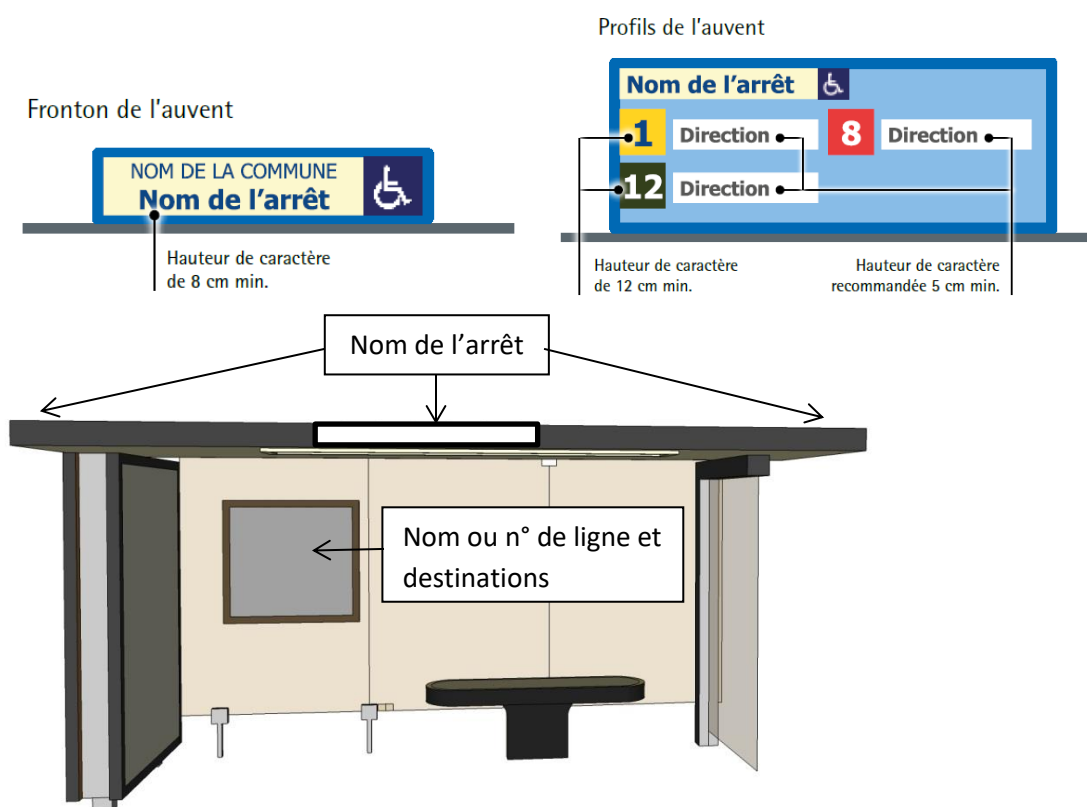 Profils de l'auvent
Nom de l'arrêt
1 Direction
8 Direction
12 Direction
Hauteur de caractère
de 12 cm min.
Hauteur de caractère
recommandée 5 cm min.
Fronton de l'auvent
NOM DE LA COMMUNE
Nom de l'arrêt
Hauteur de caractère
de 8 cm min.
Nom de l’arrêt
Nom ou n° de ligne et
destinations